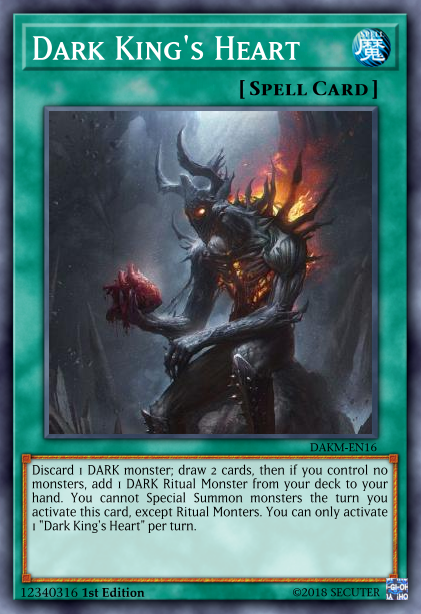 Dark King's Heart
魔
[Spell Card]
DAKM-EN16
Discard 1 DARK monster; draw 2 cards, then if you control no
monsters, add 1 DARK Ritual Monster from your deck to your
hand. You cannot Special Summon monsters the turn you
activate this card, except Ritual Monters. You can only activate
1 "Dark King's Heart" per turn.
12340316 1st Edition
©2018 SECUTER